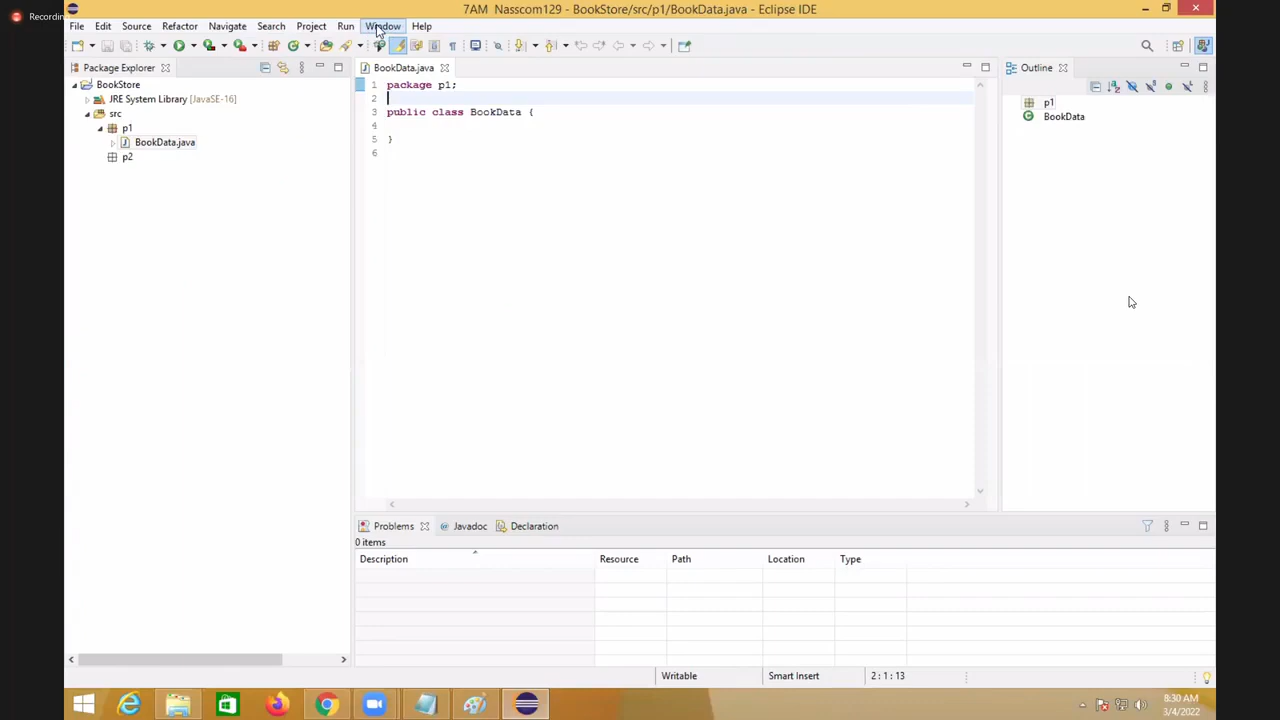 Recording
7AM Nasscom129 - BookStore/src/p1/BookData.java - Eclipse IDE
File Edit Source Refactor Navigate Search Project Run Window Help
Package Explorer
BookStore
JRE System Library [JavaSE-16]
src
p1
BookData.java
p2
BookData.java
1 package p1;
2
3 public class BookData {
4
5 }
6
Outline
p1
BookData
Problems Javadoc Declaration
0 items
Description Resource Path Location Type
Writable Smart Insert 2 : 1 : 13
8:30 AM
3/4/2022